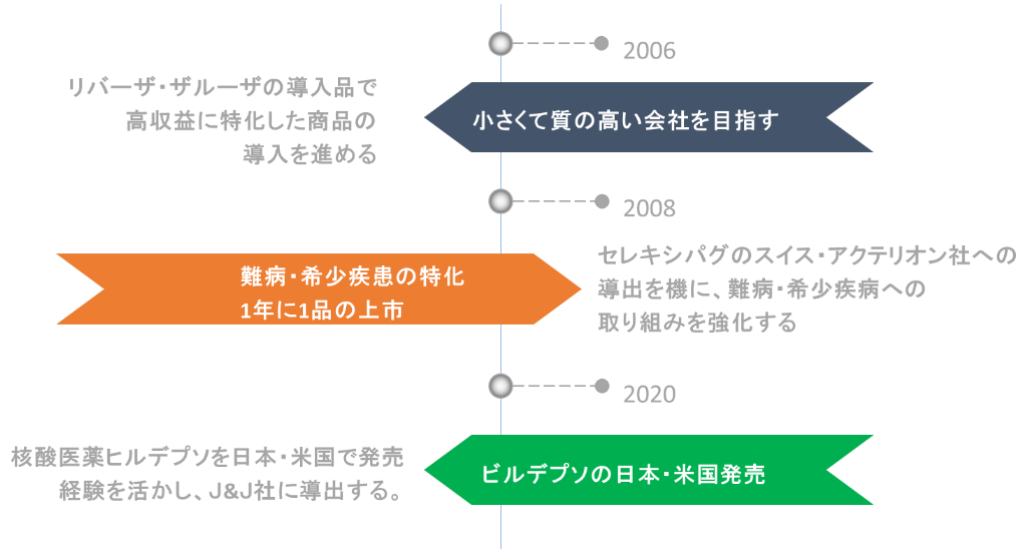 2006
リバーザ・ザルーザの導入品で
高収益に特化した商品の
導入を進める
小さくて質の高い会社を目指す
2008
難病・希少疾患の特化
1年に1品の上市
セレキシパグのスイス・アクテリオン社への
導出を機に、難病・希少疾病への
取り組みを強化する
2020
核酸医薬ヒルデプソを日本・米国で発売
経験を活かし、J&J社に導出する。
ビルデプソの日本・米国発売